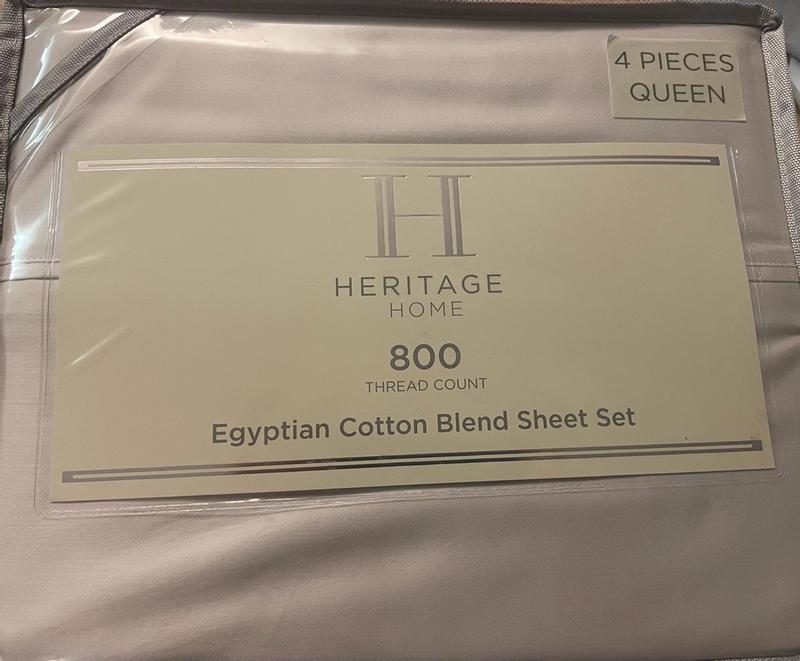 4 PIECES
QUEEN
H
HERITAGE
HOME
800
THREAD COUNT
Egyptian Cotton Blend Sheet Set